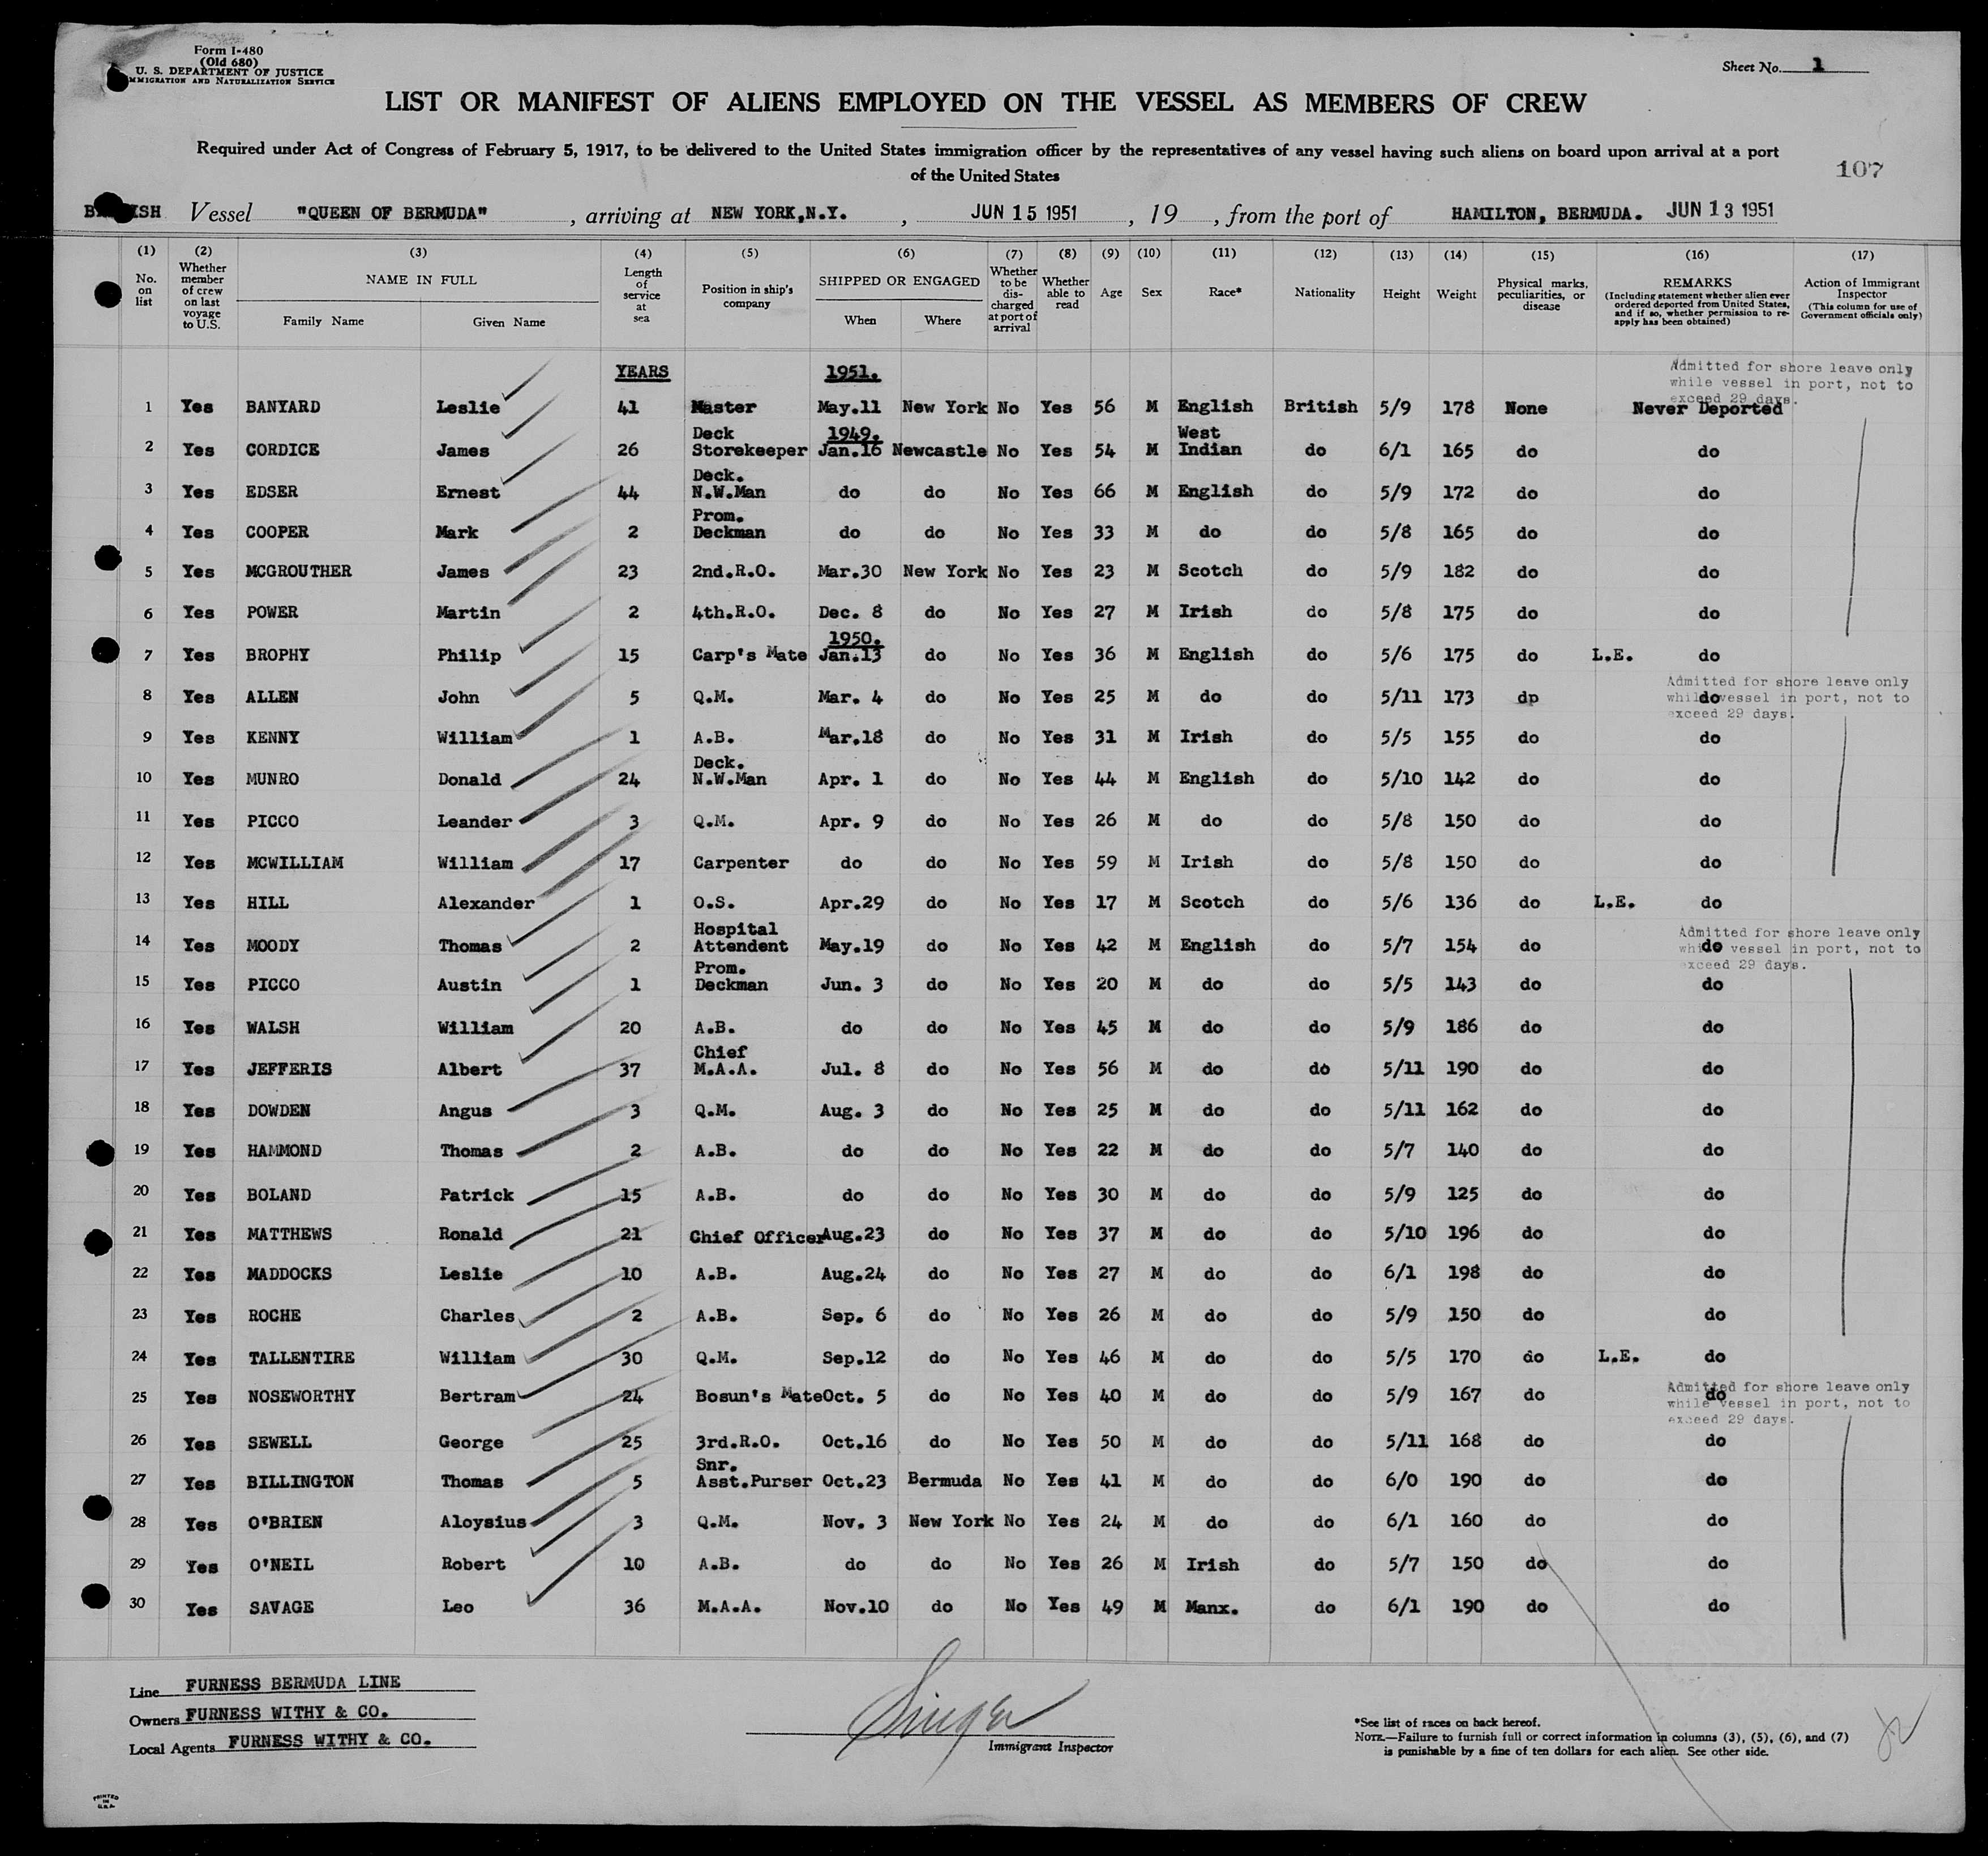 Form I-480
(Old 680)
U. S. DEPARTMENT OF JUSTICE
IMMIGRATION AND NATURALIZATION SERVICE
Sheet No. 1
LIST OR MANIFEST OF ALIENS EMPLOYED ON THE VESSEL AS MEMBERS OF CREW
Required under Act of Congress of February 5, 1917, to be delivered to the United States immigration officer by the representatives of any vessel having such aliens on board upon arrival at a port
of the United States
107
Vessel "QUEEN OF BERMUDA", arriving at NEW YORK,N.Y., JUN 15 1951, 19 , from the port of HAMILTON, BERMUDA. JUN 13 1951
(1) (2) (3) (4) (5) (6) (7) (8) (9) (10) (11) (12) (13) (14) (15) (16) (17)
No. on list
Whether member of crew on last voyage to U.S.
NAME IN FULL
Family Name Given Name
Length of service at sea
Position in ship's company
SHIPPED OR ENGAGED
When Where
Whether to be discharged at port of arrival
Whether able to read
Age
Sex
Race*
Nationality
Height
Weight
Physical marks, peculiarities, or disease
REMARKS
(Including statement whether alien ever ordered deported from United States, and if so, whether permission to re-apply has been obtained)
Action of Immigrant Inspector
(This column for use of Government officials only)
YEARS 1951.
Admitted for shore leave only
while vessel in port, not to
exceed 29 days.
1 Yes BANYARD Leslie 41 Master May.11 New York No Yes 56 M English British 5/9 178 None Never Deported
Deck 1949. West
2 Yes CORDICE James 26 Storekeeper Jan.16 Newcastle No Yes 54 M Indian do 6/1 165 do do
Deck.
3 Yes EDSER Ernest 44 N.W.Man do do No Yes 66 M English do 5/9 172 do do
Prom.
4 Yes COOPER Mark 2 Deckman do do No Yes 33 M do do 5/8 165 do do
5 Yes MCGROUTHER James 23 2nd.R.O. Mar.30 New York No Yes 23 M Scotch do 5/9 182 do do
6 Yes POWER Martin 2 4th.R.O. Dec. 8 do No Yes 27 M Irish do 5/8 175 do do
1950.
7 Yes BROPHY Philip 15 Carp's Mate Jan.13 do No Yes 36 M English do 5/6 175 do L.E. do
Admitted for shore leave only
while vessel in port, not to
exceed 29 days.
8 Yes ALLEN John 5 Q.M. Mar. 4 do No Yes 25 M do do 5/11 173 dp do
9 Yes KENNY William 1 A.B. Mar.18 do No Yes 31 M Irish do 5/5 155 do do
Deck.
10 Yes MUNRO Donald 24 N.W.Man Apr. 1 do No Yes 44 M English do 5/10 142 do do
11 Yes PICCO Leander 3 Q.M. Apr. 9 do No Yes 26 M do do 5/8 150 do do
12 Yes MCWILLIAM William 17 Carpenter do do No Yes 59 M Irish do 5/8 150 do do
13 Yes HILL Alexander 1 O.S. Apr.29 do No Yes 17 M Scotch do 5/6 136 do L.E. do
Hospital
Admitted for shore leave only
while vessel in port, not to
exceed 29 days.
14 Yes MOODY Thomas 2 Attendent May.19 do No Yes 42 M English do 5/7 154 do do
Prom.
15 Yes PICCO Austin 1 Deckman Jun. 3 do No Yes 20 M do do 5/5 143 do do
16 Yes WALSH William 20 A.B. do do No Yes 45 M do do 5/9 186 do do
Chief
17 Yes JEFFERIS Albert 37 M.A.A. Jul. 8 do No Yes 56 M do do 5/11 190 do do
18 Yes DOWDEN Angus 3 Q.M. Aug. 3 do No Yes 25 M do do 5/11 162 do do
19 Yes HAMMOND Thomas 2 A.B. do do No Yes 22 M do do 5/7 140 do do
20 Yes BOLAND Patrick 15 A.B. do do No Yes 30 M do do 5/9 125 do do
21 Yes MATTHEWS Ronald 21 Chief Officer Aug.23 do No Yes 37 M do do 5/10 196 do do
22 Yes MADDOCKS Leslie 10 A.B. Aug.24 do No Yes 27 M do do 6/1 198 do do
23 Yes ROCHE Charles 2 A.B. Sep. 6 do No Yes 26 M do do 5/9 150 do do
24 Yes TALLENTIRE William 30 Q.M. Sep.12 do No Yes 46 M do do 5/5 170 do L.E. do
Admitted for shore leave only
while vessel in port, not to
exceed 29 days.
25 Yes NOSEWORTHY Bertram 24 Bosun's Mate Oct. 5 do No Yes 40 M do do 5/9 167 do do
26 Yes SEWELL George 25 3rd.R.O. Oct.16 do No Yes 50 M do do 5/11 168 do do
Snr.
27 Yes BILLINGTON Thomas 5 Asst.Purser Oct.23 Bermuda No Yes 41 M do do 6/0 190 do do
28 Yes O'BRIEN Aloysius 3 Q.M. Nov. 3 New York No Yes 24 M do do 6/1 160 do do
29 Yes O'NEIL Robert 10 A.B. do do No Yes 26 M Irish do 5/7 150 do do
30 Yes SAVAGE Leo 36 M.A.A. Nov.10 do No Yes 49 M Manx. do 6/1 190 do do
Line FURNESS BERMUDA LINE
Owners FURNESS WITHY & CO.
Local Agents FURNESS WITHY & CO.
Singer
Immigrant Inspector
*See list of races on back hereof.
NOTE.—Failure to furnish full or correct information in columns (3), (5), (6), and (7)
is punishable by a fine of ten dollars for each alien. See other side.
PRINTED
IN
U.S.A.